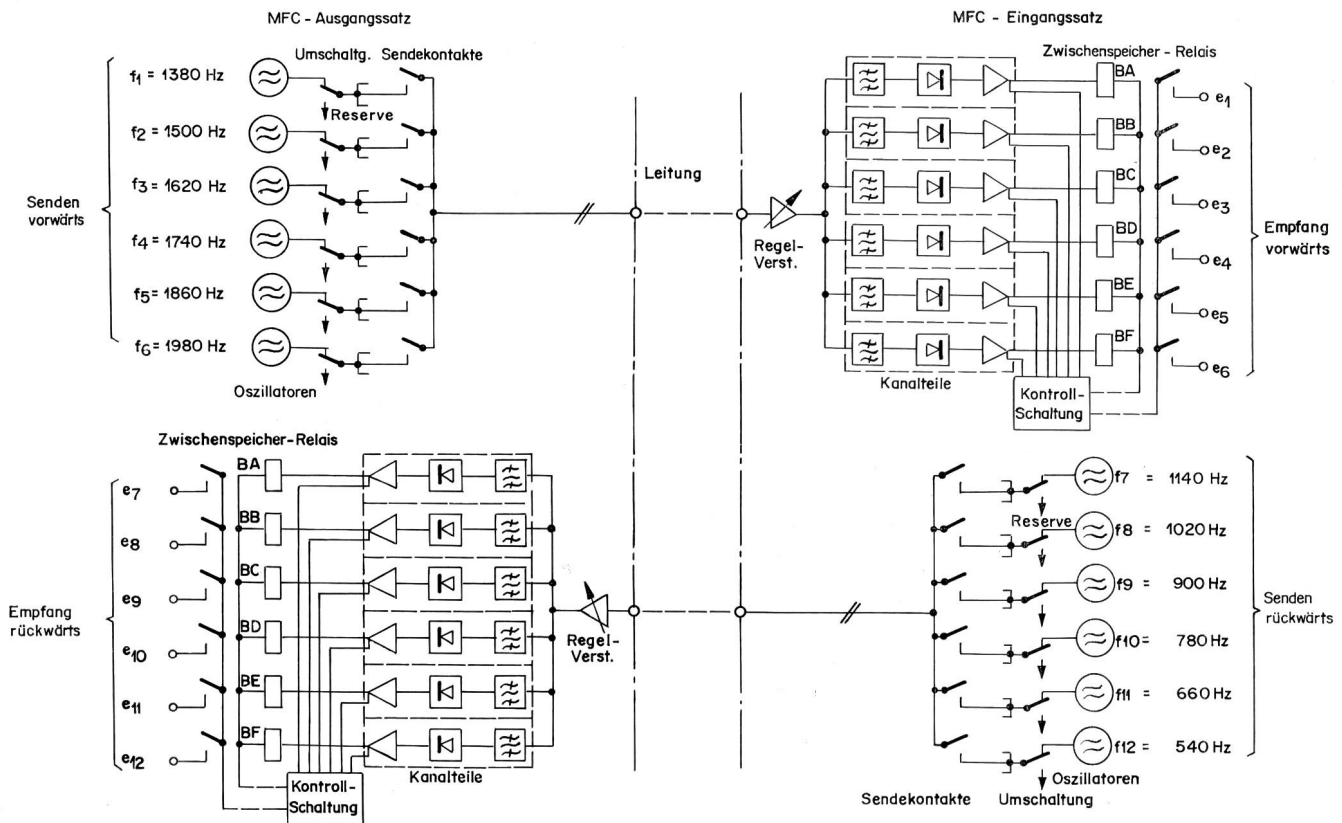 MFC - Ausgangssatz
Umschaltg. Sendekontakte
f1 = 1380 Hz
Reserve
f2 = 1500 Hz
f3 = 1620 Hz
Senden
vorwärts
f4 = 1740 Hz
f5 = 1860 Hz
f6 = 1980 Hz
Oszillatoren
Leitung
MFC - Eingangssatz
Zwischenspeicher - Relais
BA
e1
BB
e2
BC
e3
Regel-
Verst.
BD
e4
Empfang
vorwärts
BE
e5
BF
e6
Kanalteile
Kontroll-
Schaltung
Zwischenspeicher-Relais
BA
e7
BB
e8
BC
e9
Empfang
rückwärts
BD
e10
BE
e11
BF
e12
Kontroll-
Schaltung
Kanalteile
Regel-
Verst.
f7 = 1140 Hz
Reserve
f8 = 1020 Hz
f9 = 900 Hz
Senden
rückwärts
f10 = 780 Hz
f11 = 660 Hz
f12 = 540 Hz
Oszillatoren
Sendekontakte Umschaltung